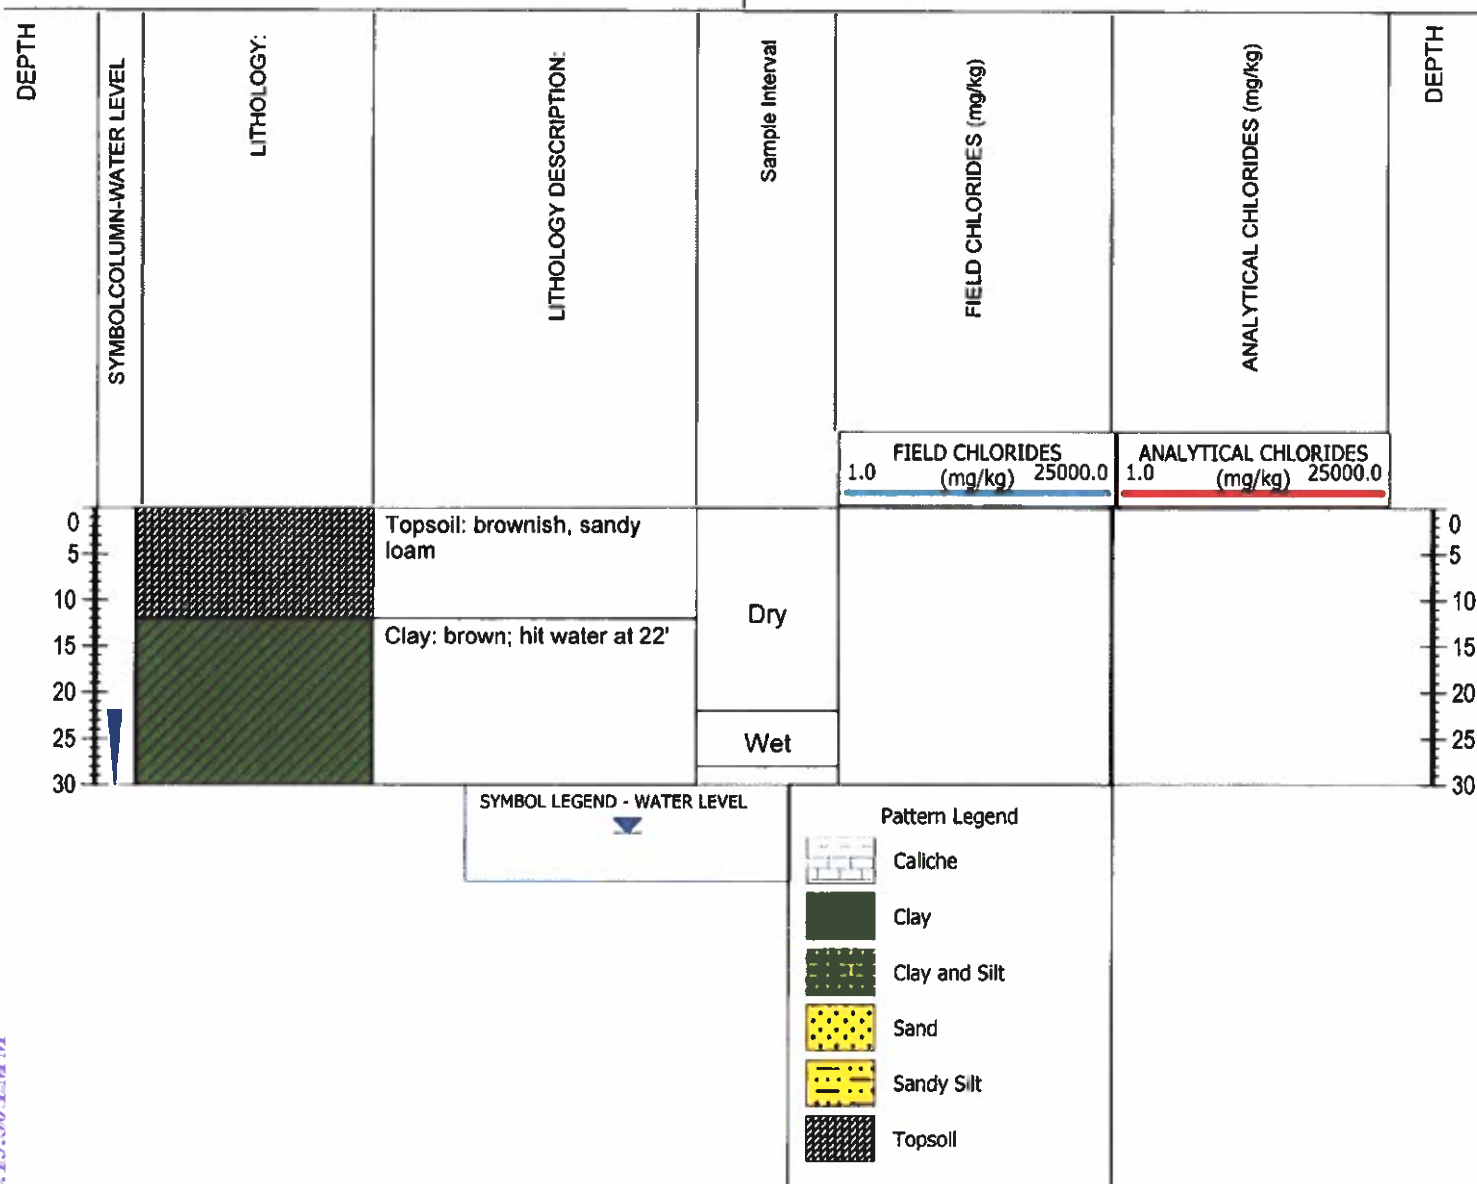 DEPTH
SYMBOLCOLUMN-WATER LEVEL
LITHOLOGY:
LITHOLOGY DESCRIPTION:
Sample Interval
FIELD CHLORIDES (mg/kg)
ANALYTICAL CHLORIDES (mg/kg)
DEPTH
FIELD CHLORIDES
1.0 (mg/kg) 25000.0
ANALYTICAL CHLORIDES
1.0 (mg/kg) 25000.0
0
5
10
15
20
25
30
Topsoil: brownish, sandy
loam
Clay: brown; hit water at 22'
Dry
Wet
0
5
10
15
20
25
30
SYMBOL LEGEND - WATER LEVEL
Pattern Legend
Caliche
Clay
Clay and Silt
Sand
Sandy Silt
Topsoil